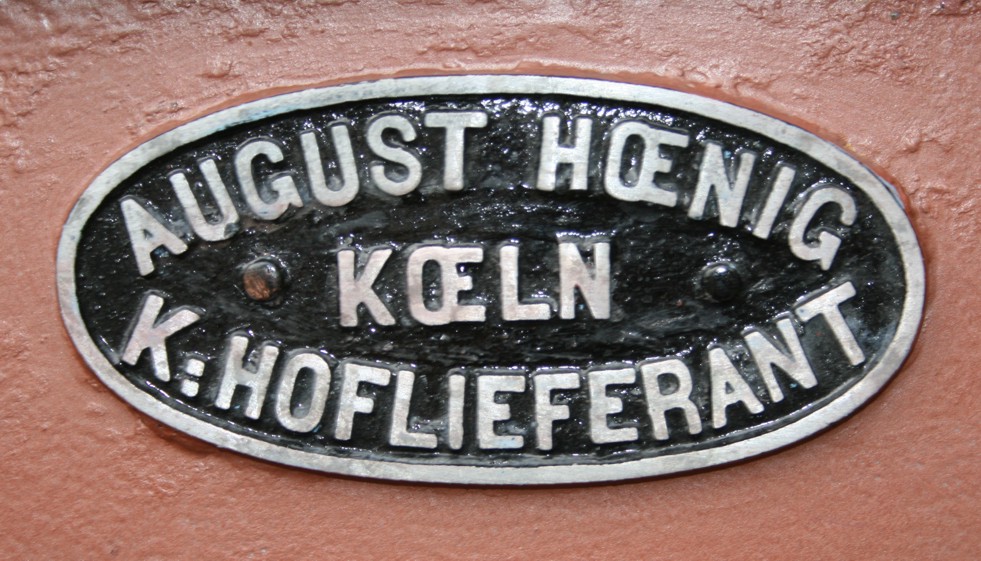 AUGUST HŒNIG
KŒLN
K: HOFLIEFERANT